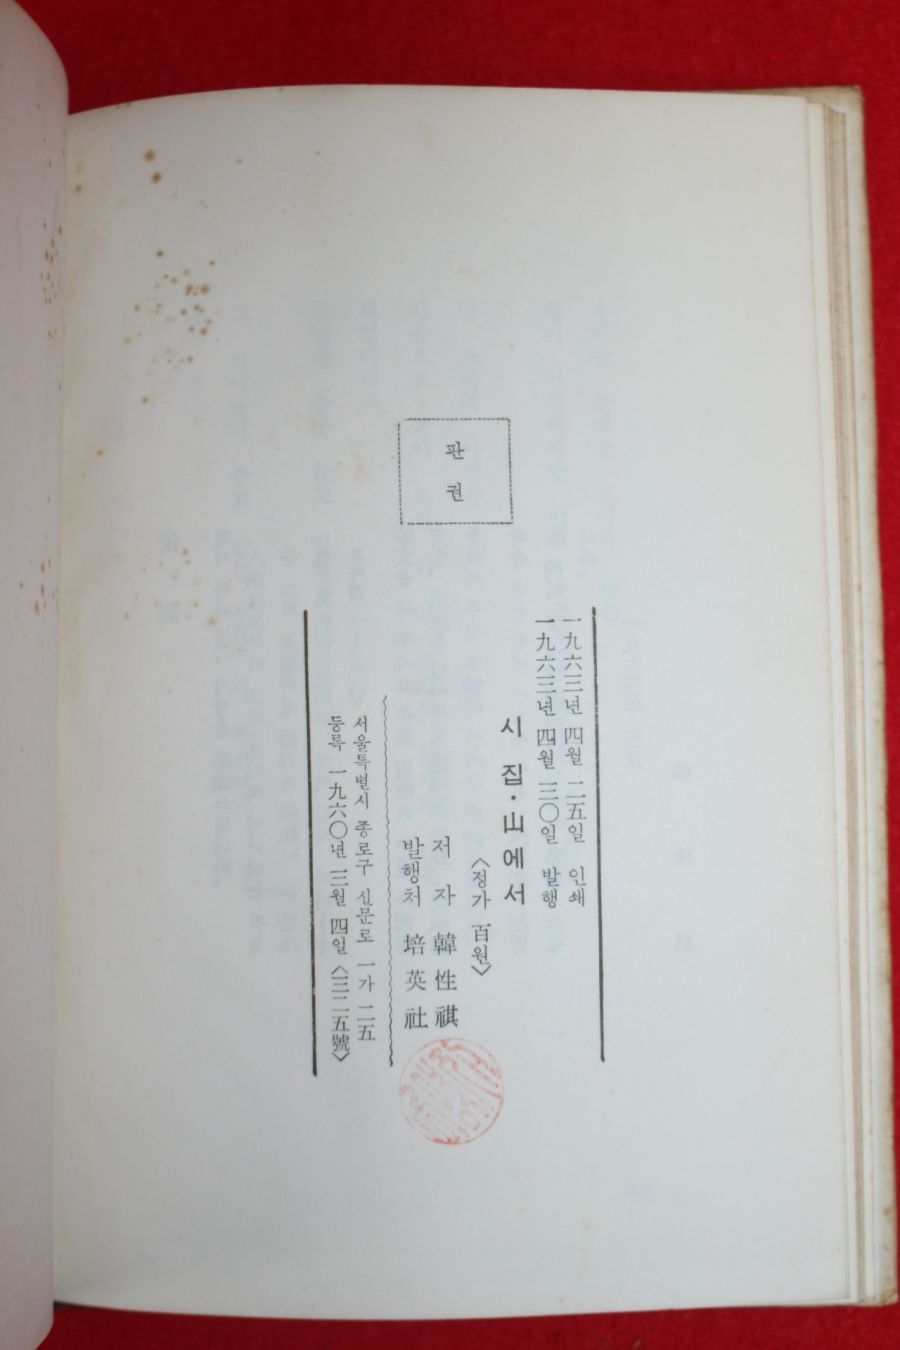 판
권
一九六三年 四월 二五일 인쇄
一九六三년 四월 三〇일 발행
시 집·山에서
〈정가 百원〉
저 자 韓性祺
발행처 培英社
서울특별시 종로구 신문로 一가 二五
등록 一九六〇년 三월 四일 〈三二五號〉